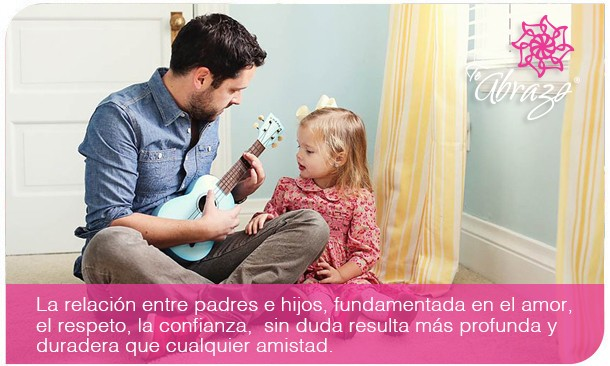 Te
Abrazo
La relación entre padres e hijos, fundamentada en el amor,
el respeto, la confianza,  sin duda resulta más profunda y
duradera que cualquier amistad.